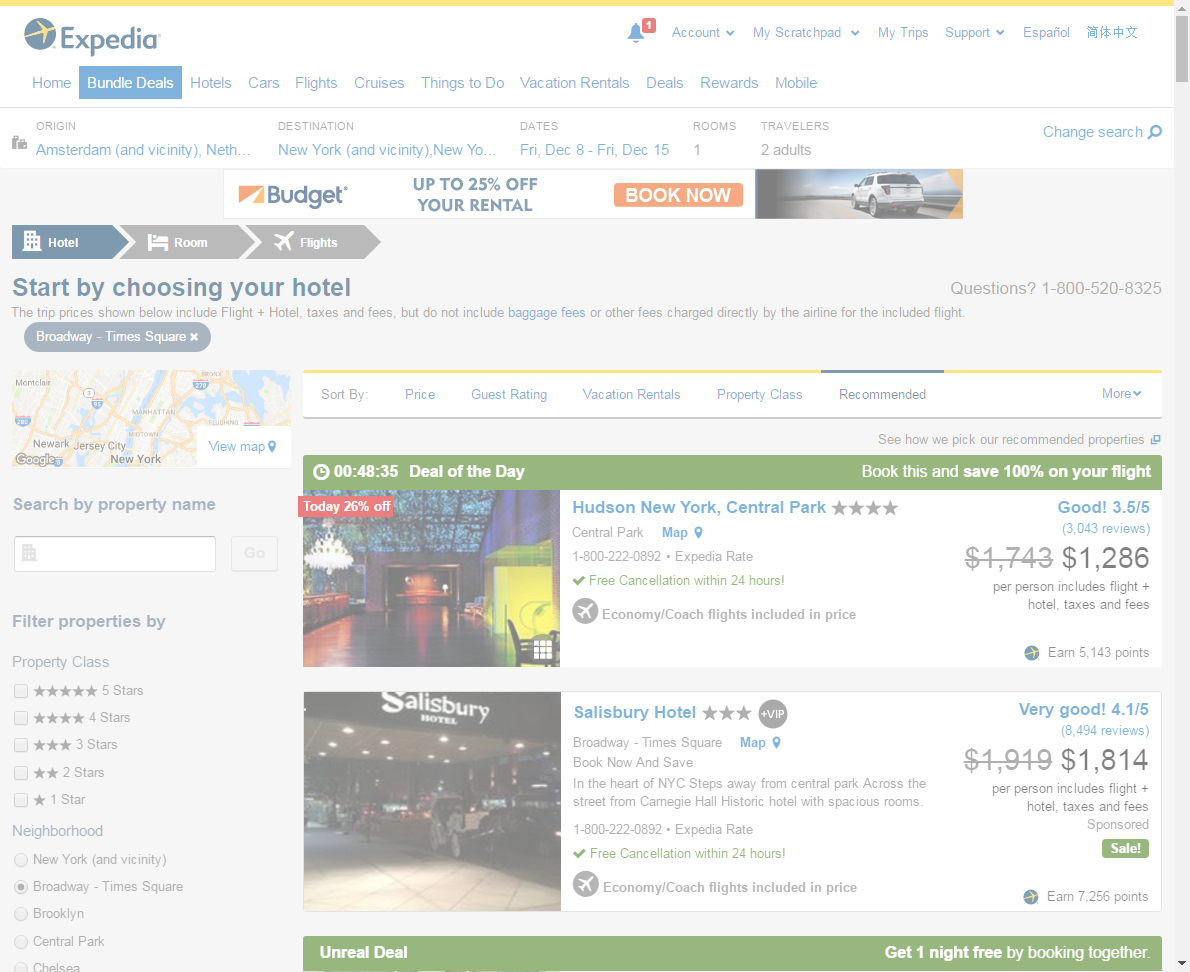 Expedia
1
Account
My Scratchpad
My Trips
Support
Español
简体中文
Home
Bundle Deals
Hotels
Cars
Flights
Cruises
Things to Do
Vacation Rentals
Deals
Rewards
Mobile
ORIGIN
Amsterdam (and vicinity), Neth...
DESTINATION
New York (and vicinity),New Yo...
DATES
Fri, Dec 8 - Fri, Dec 15
ROOMS
1
TRAVELERS
2 adults
Change search
Budget
UP TO 25% OFF
YOUR RENTAL
BOOK NOW
Hotel
Room
Flights
Start by choosing your hotel
Questions? 1-800-520-8325
The trip prices shown below include Flight + Hotel, taxes and fees, but do not include baggage fees or other fees charged directly by the airline for the included flight.
Broadway - Times Square ×
Montclair
BRONX
278
3
95
MANHATTAN
280
FLUSHING
MIDTOWN
Newark
Jersey City
New York
Google
View map
Search by property name
Go
Filter properties by
Property Class
5 Stars
4 Stars
3 Stars
2 Stars
1 Star
Neighborhood
New York (and vicinity)
Broadway - Times Square
Brooklyn
Central Park
Chelsea
Sort By:
Price
Guest Rating
Vacation Rentals
Property Class
Recommended
More
See how we pick our recommended properties
00:48:35 Deal of the Day
Book this and save 100% on your flight
Today 26% off
Hudson New York, Central Park
Central Park
Map
1-800-222-0892 • Expedia Rate
Free Cancellation within 24 hours!
Economy/Coach flights included in price
Good! 3.5/5
(3,043 reviews)
$1,743 $1,286
per person includes flight +
hotel, taxes and fees
Earn 5,143 points
Salisbury
HOTEL
Salisbury Hotel
+VIP
Broadway - Times Square
Map
Book Now And Save
In the heart of NYC Steps away from central park Across the
street from Carnegie Hall Historic hotel with spacious rooms.
1-800-222-0892 • Expedia Rate
Free Cancellation within 24 hours!
Economy/Coach flights included in price
Very good! 4.1/5
(8,494 reviews)
$1,919 $1,814
per person includes flight +
hotel, taxes and fees
Sponsored
Sale!
Earn 7,256 points
Unreal Deal
Get 1 night free by booking together.